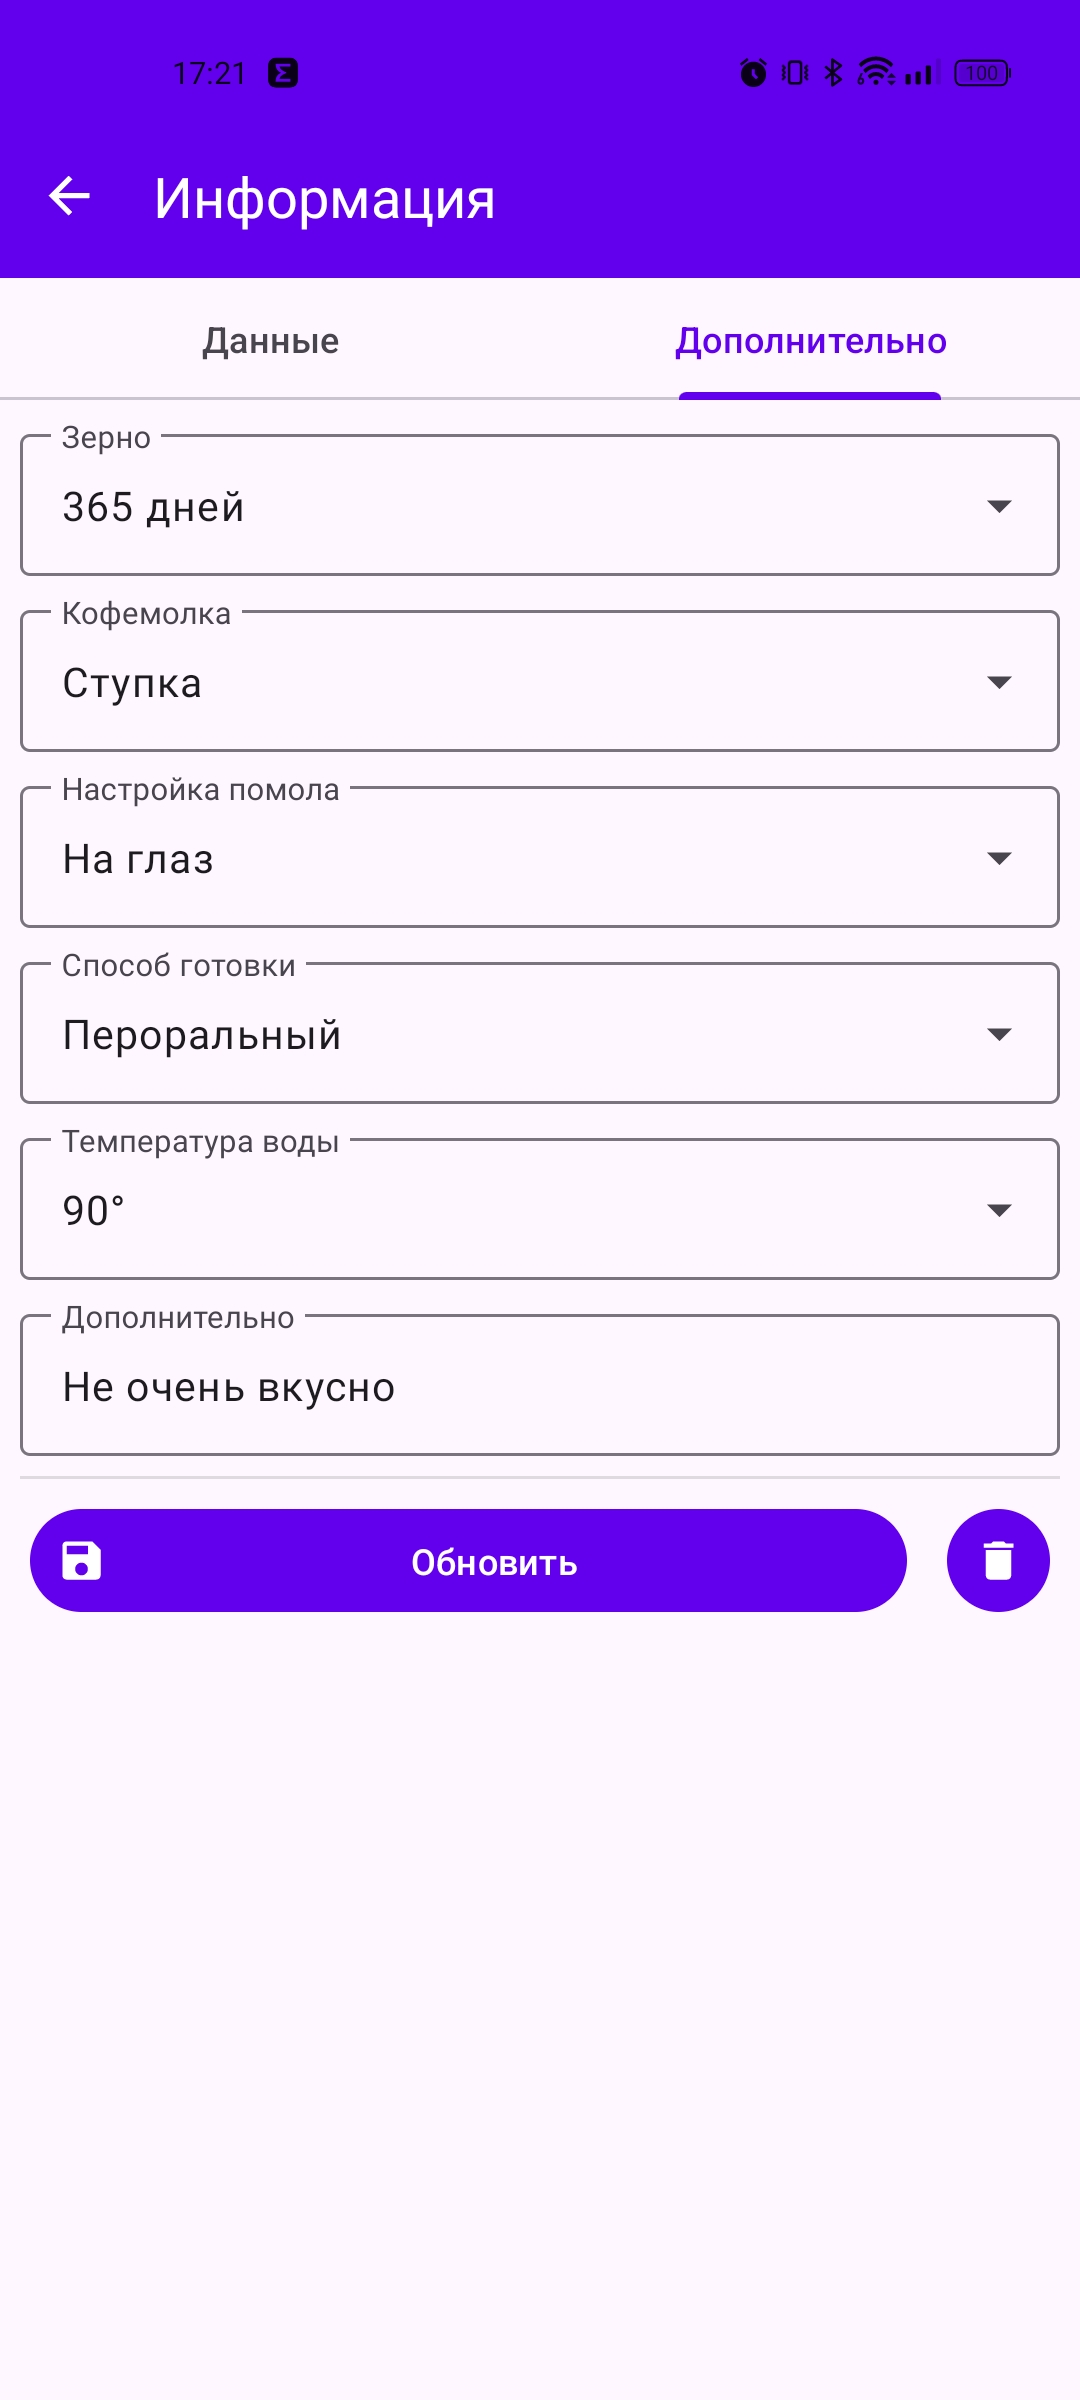 17:21
100
Информация
Данные
Дополнительно
Зерно
365 дней
Кофемолка
Ступка
Настройка помола
На глаз
Способ готовки
Пероральный
Температура воды
90°
Дополнительно
Не очень вкусно
Обновить